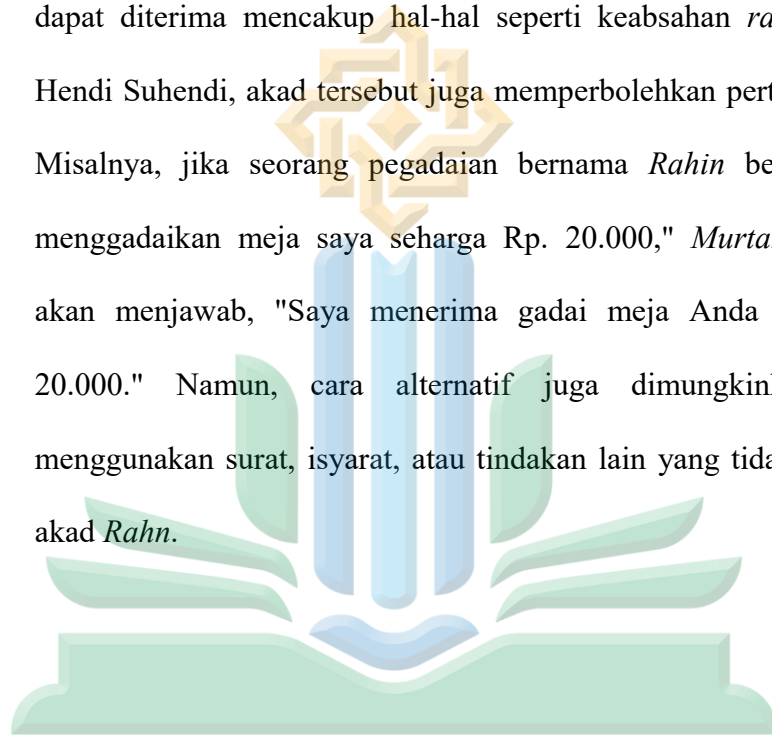 dapat diterima mencakup hal-hal seperti keabsahan
Hendi Suhendi, akad tersebut juga memperbolehkan
Misalnya, jika seorang pegadaian bernama Rahin
menggadaikan meja saya seharga Rp. 20.000,"
akan menjawab, "Saya menerima gadai meja Anda
20.000." Namun, cara alternatif juga
menggunakan surat, isyarat, atau tindakan lain yang
akad Rahn.